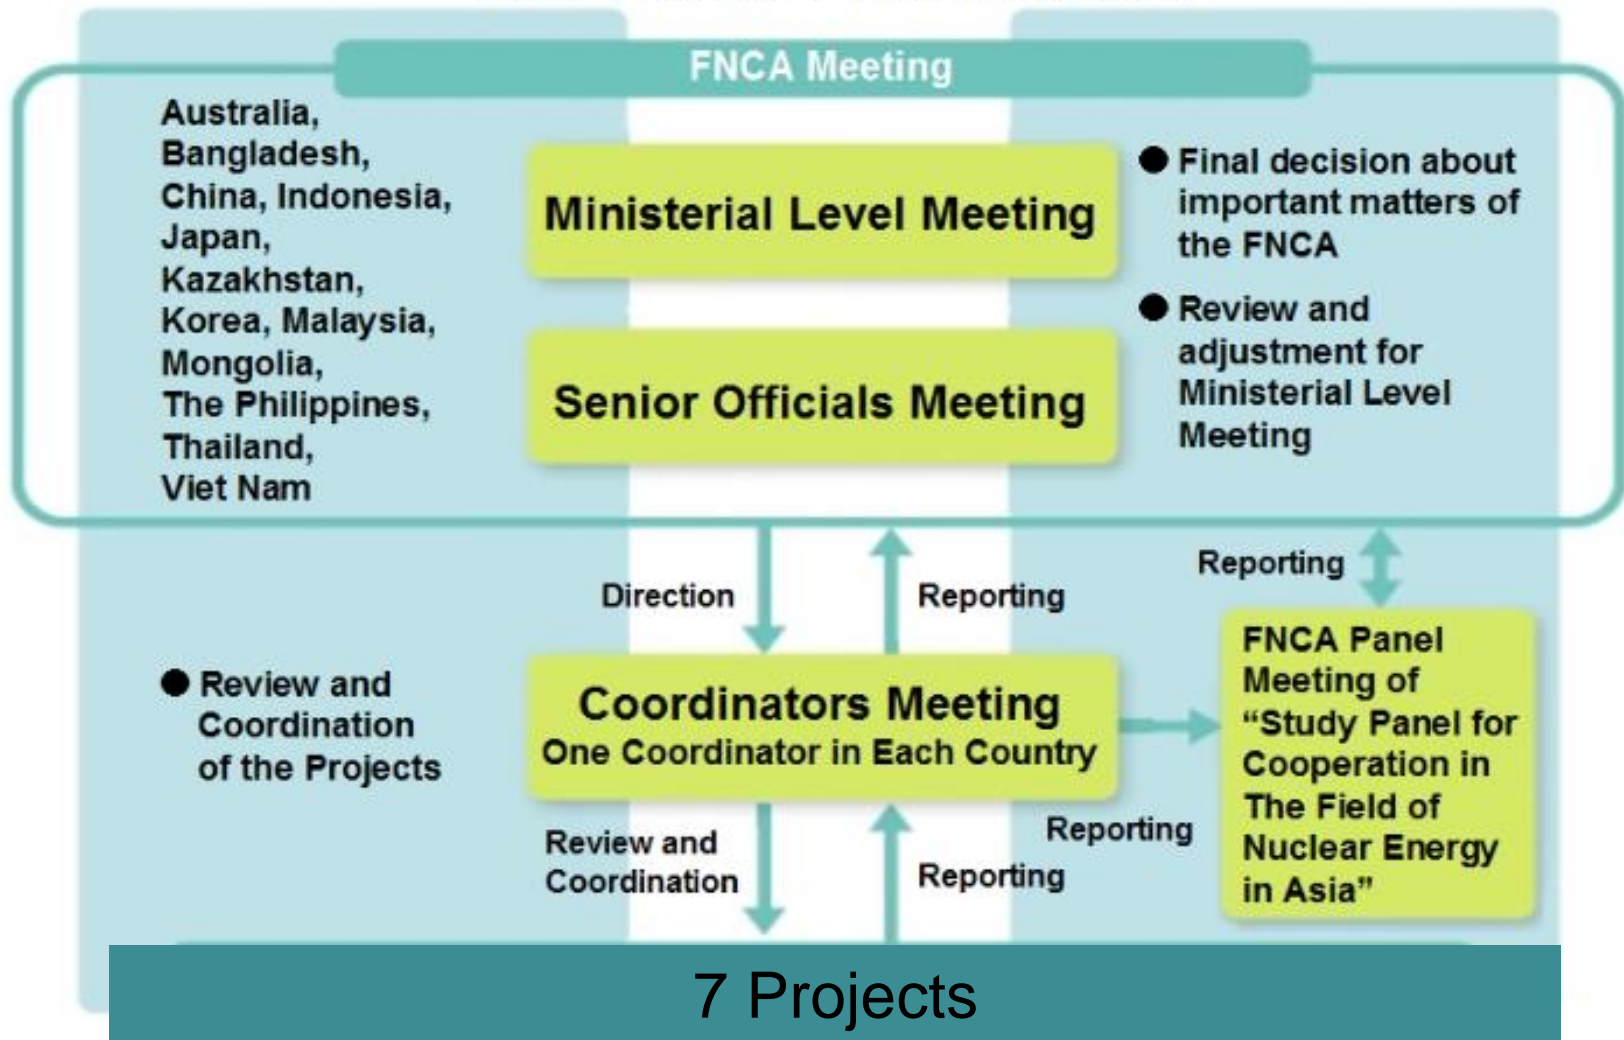 FNCA Meeting
Australia,
Bangladesh,
China, Indonesia,
Japan,
Kazakhstan,
Korea, Malaysia,
Mongolia,
The Philippines,
Thailand,
Viet Nam
Ministerial Level Meeting
Senior Officials Meeting
● Final decision about
important matters of
the FNCA
● Review and
adjustment for
Ministerial Level
Meeting
Direction
Reporting
Reporting
● Review and
Coordination
of the Projects
Coordinators Meeting
One Coordinator in Each Country
FNCA Panel
Meeting of
“Study Panel for
Cooperation in
The Field of
Nuclear Energy
in Asia”
Review and
Coordination
Reporting
Reporting
7 Projects